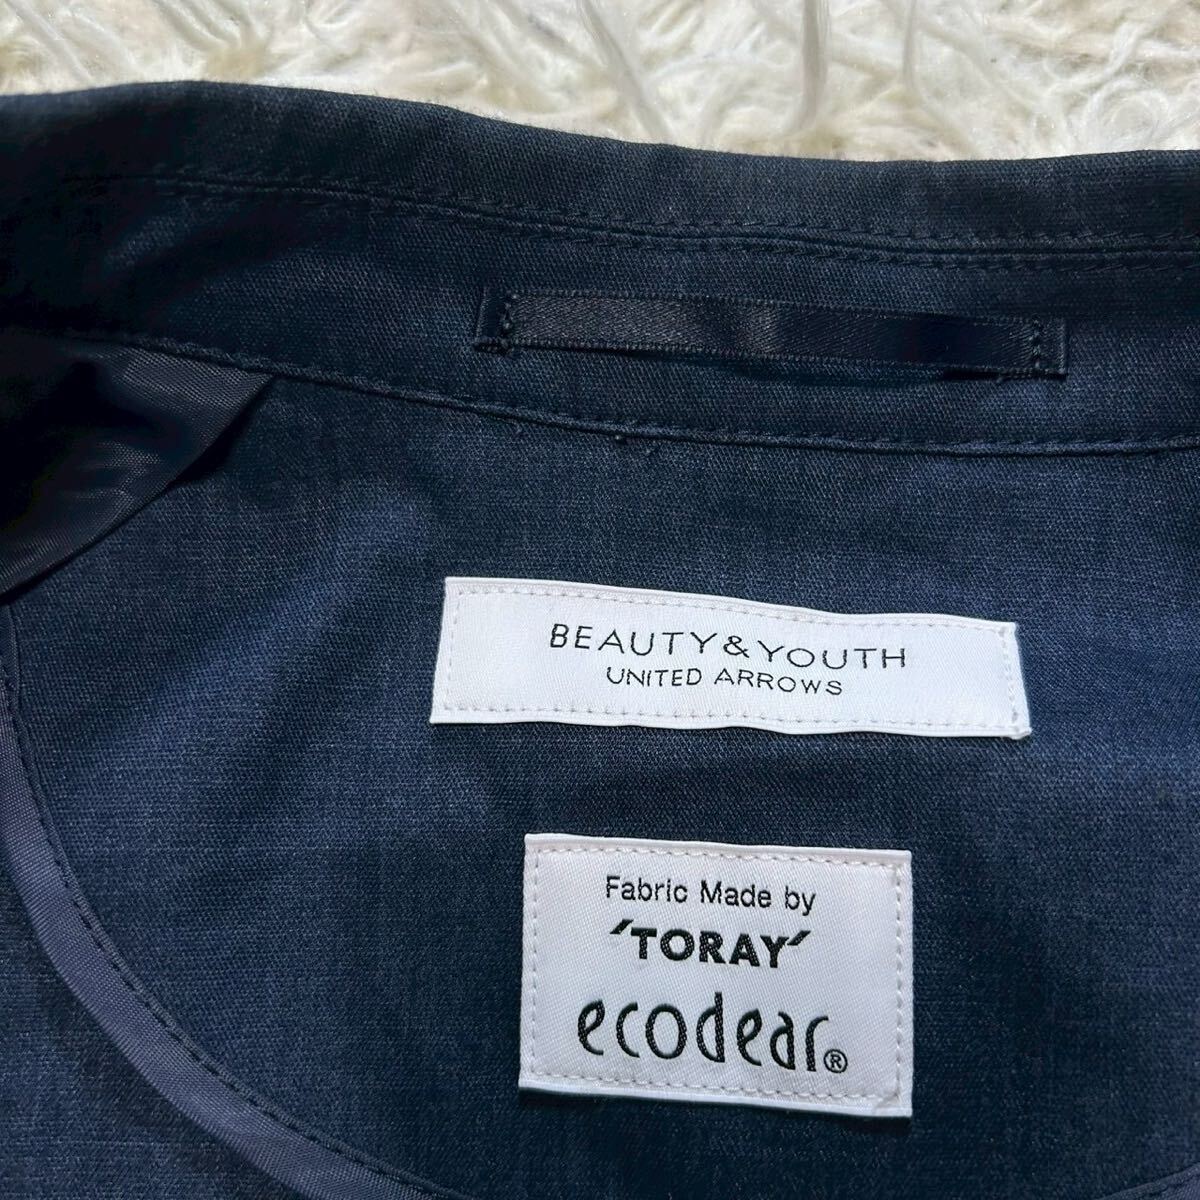 BEAUTY&YOUTH
UNITED ARROWS
Fabric Made by
'TORAY'
ecodear®